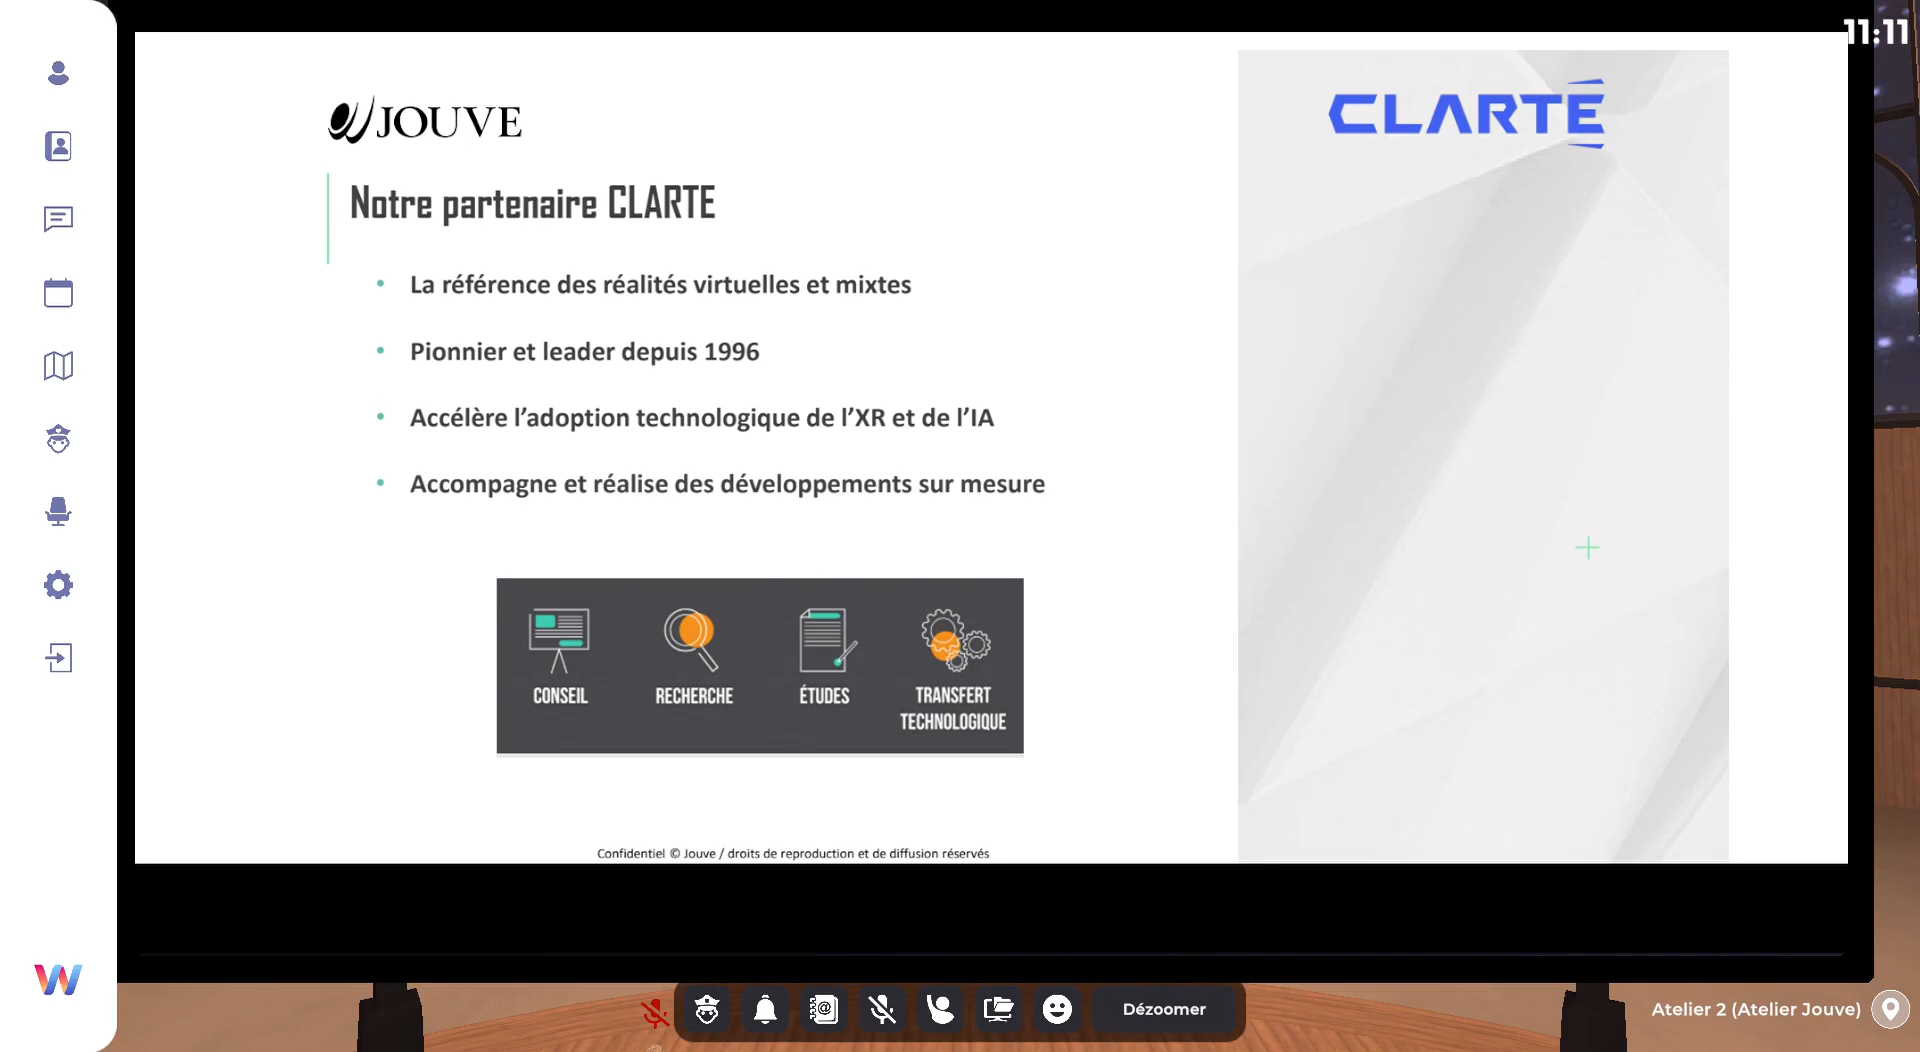 11:11
JOUVE
CLARTÉ
Notre partenaire CLARTE
• La référence des réalités virtuelles et mixtes
• Pionnier et leader depuis 1996
• Accélère l’adoption technologique de l’XR et de l’IA
• Accompagne et réalise des développements sur mesure
CONSEIL
RECHERCHE
ÉTUDES
TRANSFERT
TECHNOLOGIQUE
Confidentiel © Jouve / droits de reproduction et de diffusion réservés
W
Dézoomer
Atelier 2 (Atelier Jouve)